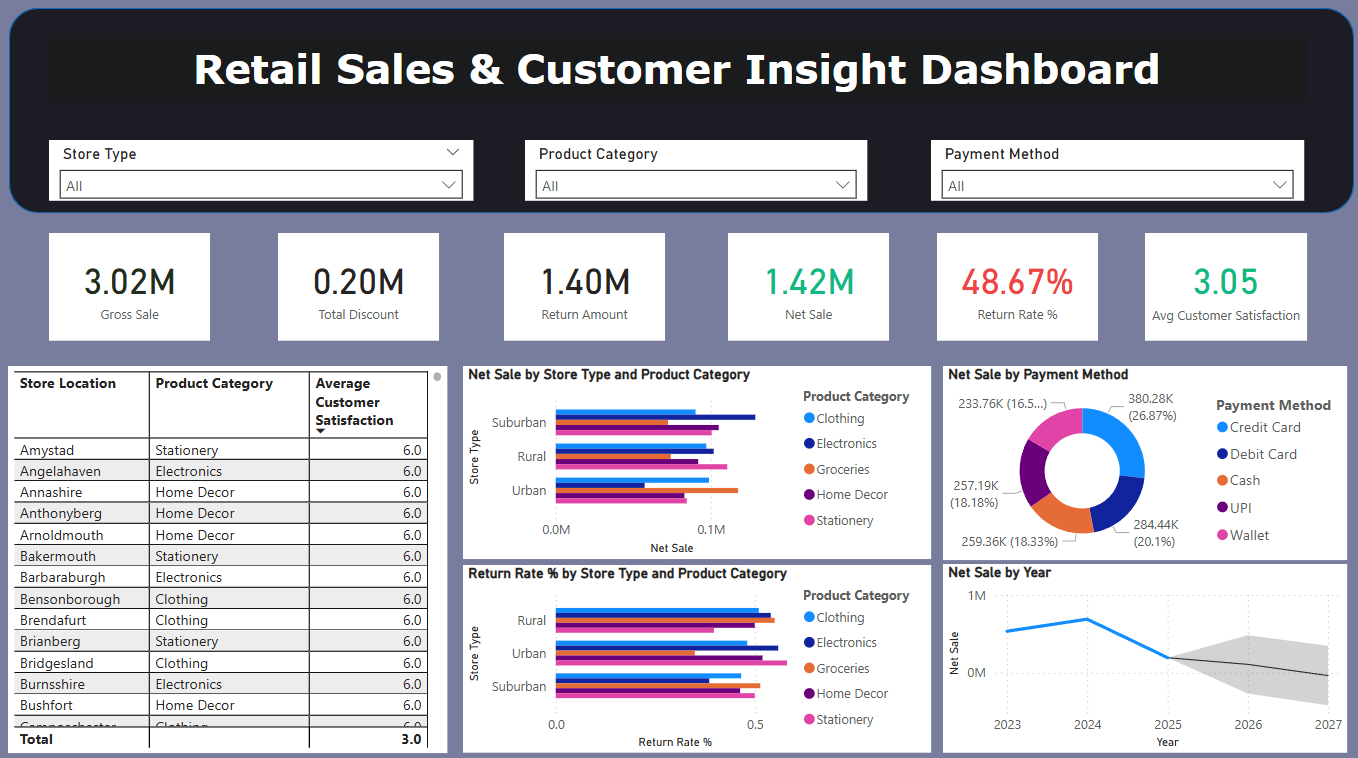 Retail Sales & Customer Insight Dashboard
Store Type
All
Product Category
All
Payment Method
All
3.02M
Gross Sale
0.20M
Total Discount
1.40M
Return Amount
1.42M
Net Sale
48.67%
Return Rate %
3.05
Avg Customer Satisfaction
Store Location Product Category Average
Customer
Satisfaction
Amystad Stationery 6.0
Angelahaven Electronics 6.0
Annashire Home Decor 6.0
Anthonyberg Home Decor 6.0
Arnoldmouth Home Decor 6.0
Bakermouth Stationery 6.0
Barbaraburgh Electronics 6.0
Bensonborough Clothing 6.0
Brendafurt Clothing 6.0
Brianberg Stationery 6.0
Bridgesland Clothing 6.0
Burnsshire Electronics 6.0
Bushfort Home Decor 6.0
Clothing 6.0
Total 3.0
Net Sale by Store Type and Product Category
Store Type
Suburban
Rural
Urban
0.0M 0.1M
Net Sale
Product Category
Clothing
Electronics
Groceries
Home Decor
Stationery
Return Rate % by Store Type and Product Category
Store Type
Rural
Urban
Suburban
0.0 0.5
Return Rate %
Product Category
Clothing
Electronics
Groceries
Home Decor
Stationery
Net Sale by Payment Method
233.76K (16.5...)
380.28K
(26.87%)
257.19K
(18.18%)
259.36K (18.33%)
284.44K
(20.1%)
Payment Method
Credit Card
Debit Card
Cash
UPI
Wallet
Net Sale by Year
Net Sale
1M
0M
2023 2024 2025 2026 2027
Year